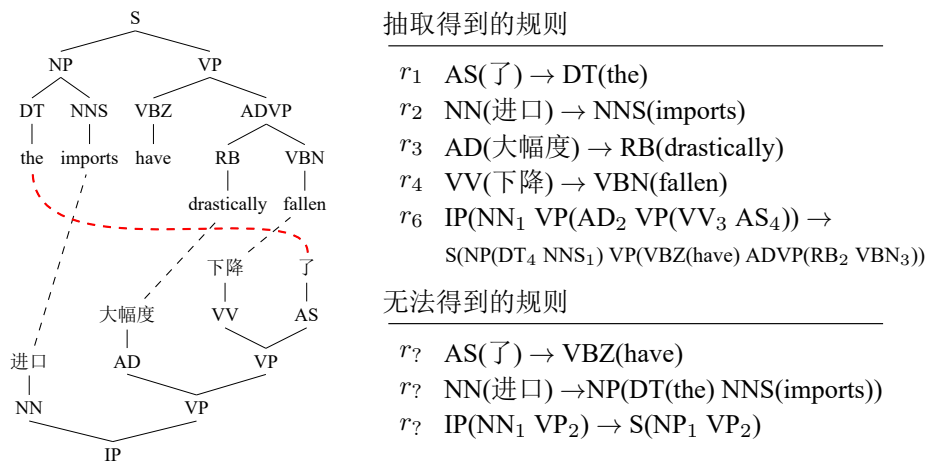 S
NP VP
DT NNS VBZ ADVP
the imports have RB VBN
drastically fallen
下降 了
大幅度 VV AS
进口 AD VP
NN VP
IP
抽取得到的规则
r1 AS(了) → DT(the)
r2 NN(进口) → NNS(imports)
r3 AD(大幅度) → RB(drastically)
r4 VV(下降) → VBN(fallen)
r6 IP(NN1 VP(AD2 VP(VV3 AS4)) →
S(NP(DT4 NNS1) VP(VBZ(have) ADVP(RB2 VBN3))
无法得到的规则
r? AS(了) → VBZ(have)
r? NN(进口) →NP(DT(the) NNS(imports))
r? IP(NN1 VP2) → S(NP1 VP2)